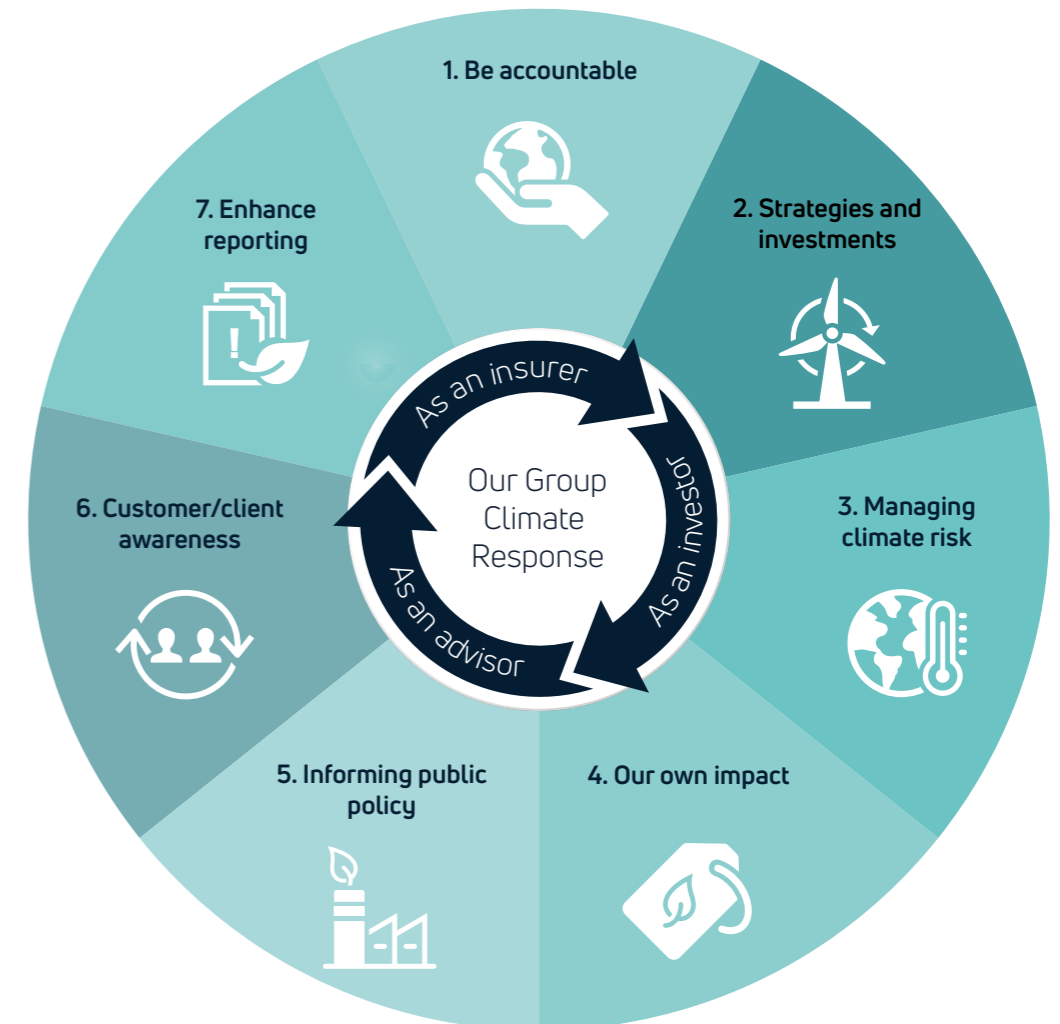 1. Be accountable
2. Strategies and
investments
3. Managing
climate risk
4. Our own impact
5. Informing public
policy
6. Customer/client
awareness
7. Enhance
reporting
!
As an insurer
As an investor
As an advisor
Our Group
Climate
Response